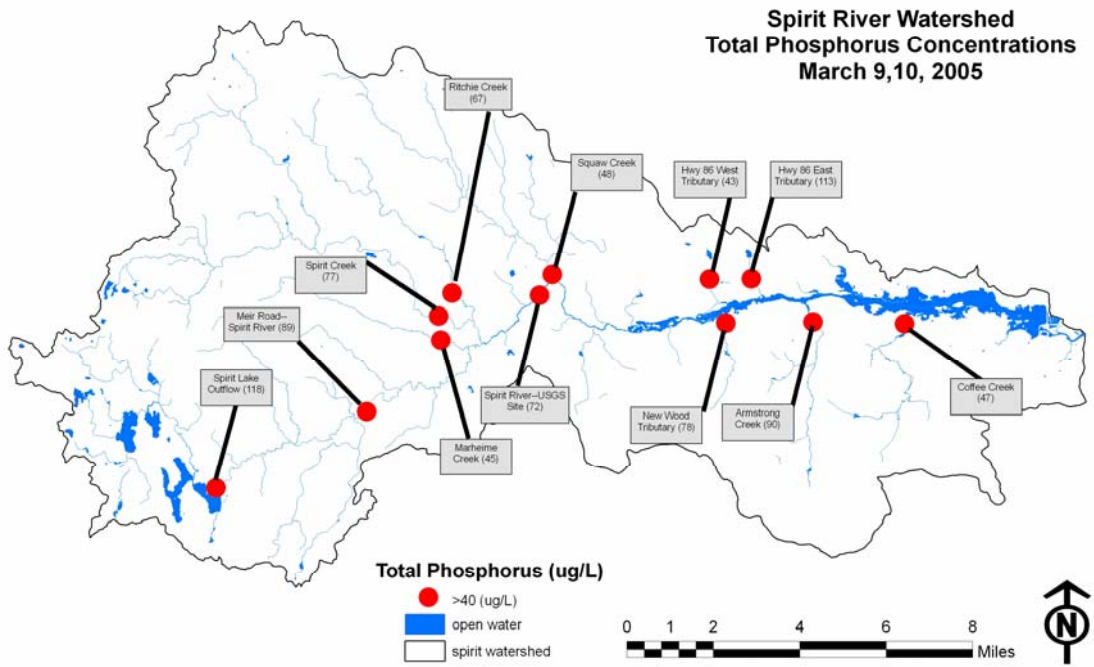 Spirit River Watershed
Total Phosphorus Concentrations
March 9,10, 2005
Ritchie Creek
(67)
Squaw Creek
(48)
Hwy 86 West
Tributary (43)
Hwy 86 East
Tributary (113)
Spirit Creek
(77)
Meir Road--
Spirit River (89)
Spirit Lake
Outflow (118)
Spirit River--USGS
Site (72)
Marheime
Creek (45)
New Wood
Tributary (78)
Armstrong
Creek (90)
Coffee Creek
(47)
Total Phosphorus (ug/L)
>40 (ug/L)
open water
spirit watershed
0 1 2 4 6 8
Miles
N